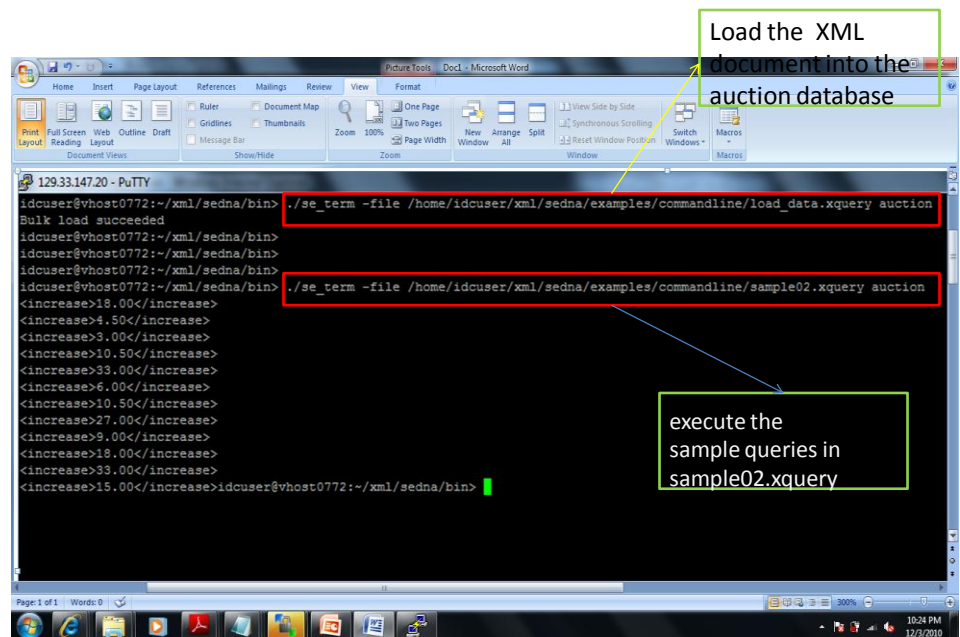 Load the XML
document into the
auction database
Picture Tools Doc1 - Microsoft Word
Home Insert Page Layout References Mailings Review View Format
Print Layout
Full Screen Reading
Web Layout
Outline
Draft
Document Views
Ruler
Gridlines
Message Bar
Document Map
Thumbnails
Show/Hide
Zoom
100%
One Page
Two Pages
Page Width
Zoom
New Window
Arrange All
Split
View Side by Side
Synchronous Scrolling
Reset Window Position
Switch Windows
Window
Macros
Macros
129.33.147.20 - PuTTY
idcuser@vhost0772:~/xml/sedna/bin> ./se_term -file /home/idcuser/xml/sedna/examples/commandline/load_data.xquery auction
Bulk load succeeded
idcuser@vhost0772:~/xml/sedna/bin>
idcuser@vhost0772:~/xml/sedna/bin>
idcuser@vhost0772:~/xml/sedna/bin>
idcuser@vhost0772:~/xml/sedna/bin> ./se_term -file /home/idcuser/xml/sedna/examples/commandline/sample02.xquery auction
<increase>18.00</increase>
<increase>4.50</increase>
<increase>3.00</increase>
<increase>10.50</increase>
<increase>33.00</increase>
<increase>6.00</increase>
<increase>10.50</increase>
<increase>27.00</increase>
<increase>9.00</increase>
<increase>18.00</increase>
<increase>33.00</increase>
<increase>15.00</increase>idcuser@vhost0772:~/xml/sedna/bin>
execute the
sample queries in
sample02.xquery
Page: 1 of 1 Words: 0
300%
10:24 PM
12/3/2010